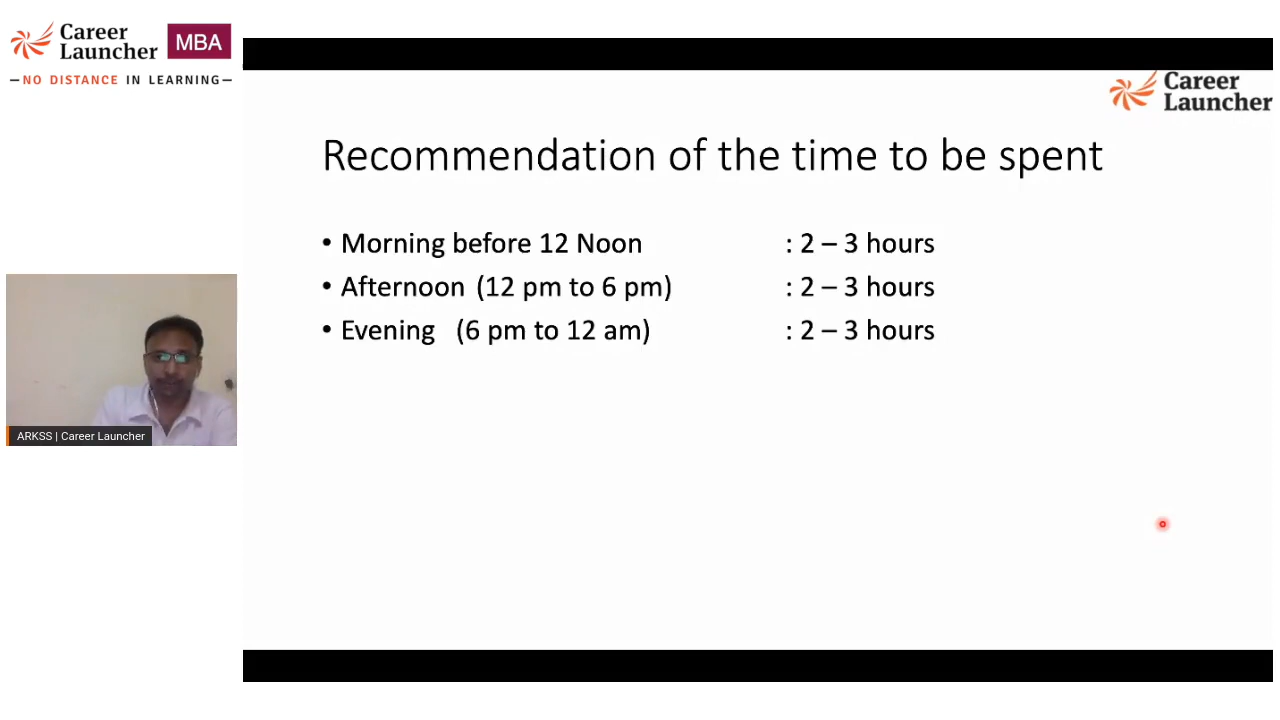 Career
Launcher
MBA
—NO DISTANCE IN LEARNING—
Career
Launcher
Recommendation of the time to be spent
• Morning before 12 Noon : 2 – 3 hours
• Afternoon (12 pm to 6 pm) : 2 – 3 hours
• Evening (6 pm to 12 am) : 2 – 3 hours
ARKSS | Career Launcher